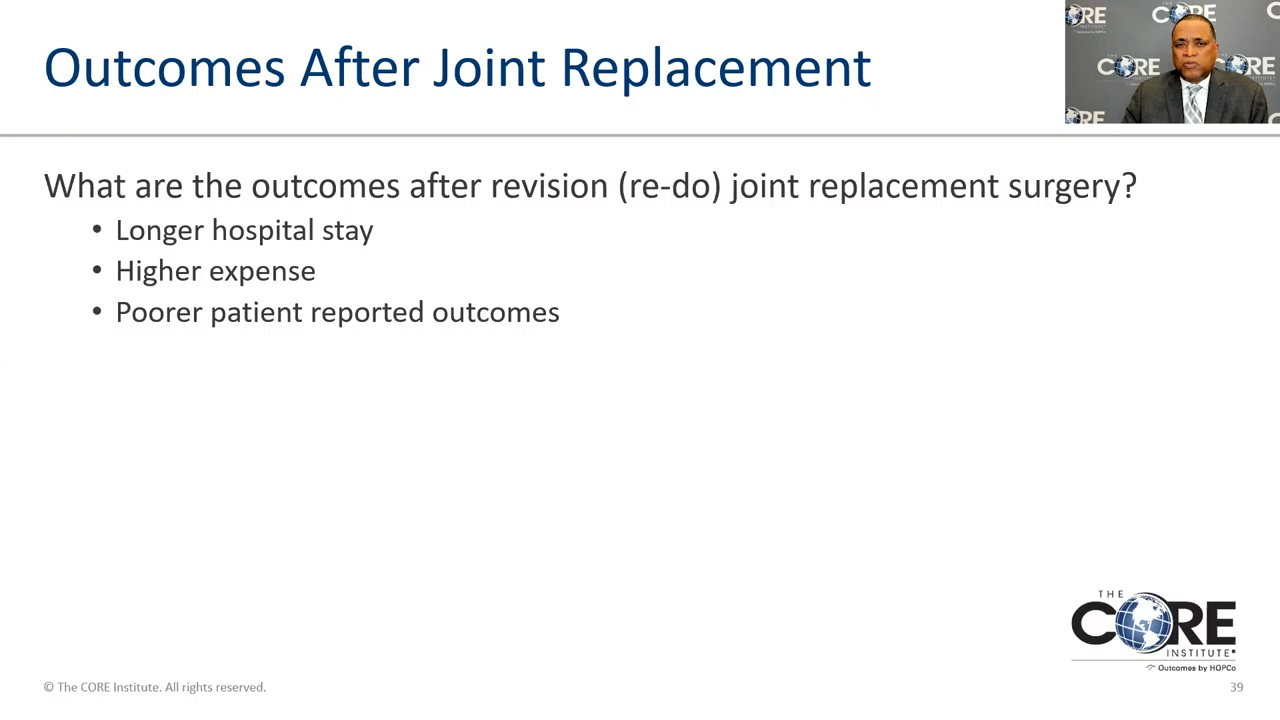 Outcomes After Joint Replacement
What are the outcomes after revision (re-do) joint replacement surgery?
• Longer hospital stay
• Higher expense
• Poorer patient reported outcomes
THE
CORE
INSTITUTE
Outcomes by HOPCo
© The CORE Institute. All rights reserved.
39